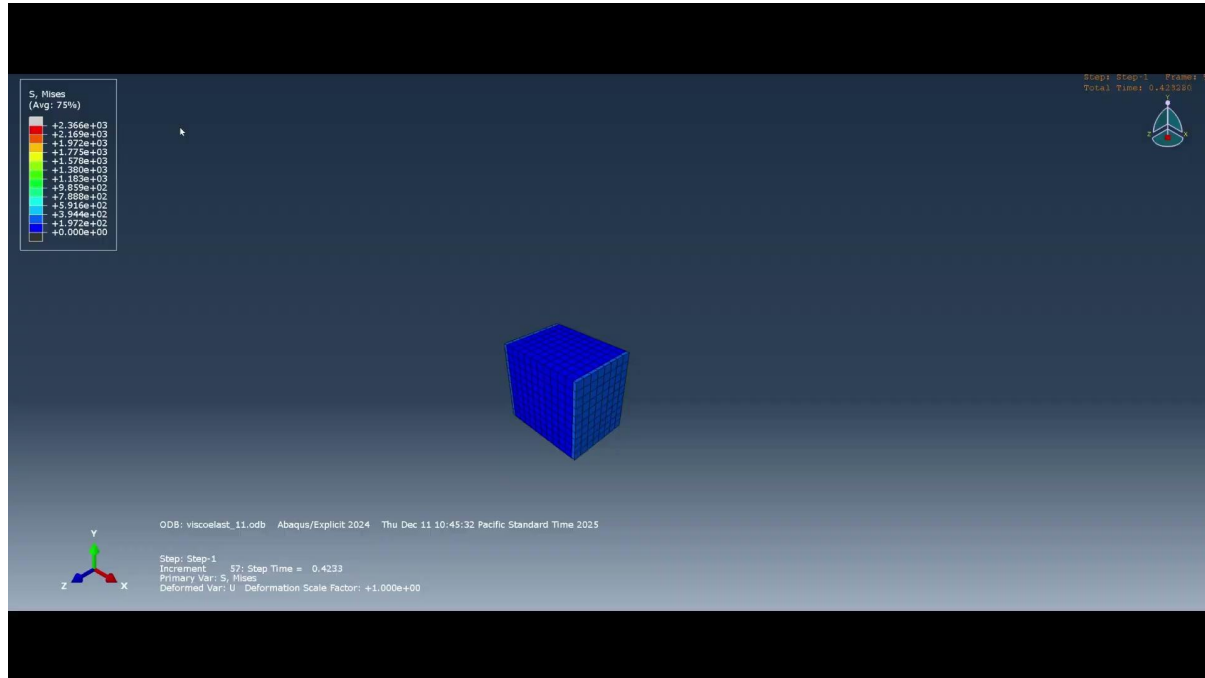 S, Mises
(Avg: 75%)
+2.366e+03
+2.169e+03
+1.972e+03
+1.775e+03
+1.578e+03
+1.380e+03
+1.183e+03
+9.859e+02
+7.888e+02
+5.916e+02
+3.944e+02
+1.972e+02
+0.000e+00
Step: Step-1 Frame:
Total Time: 0.423280
Y
Z
X
ODB: viscoelast_11.odb Abaqus/Explicit 2024 Thu Dec 11 10:45:32 Pacific Standard Time 2025
Y
Z
X
Step: Step-1
Increment 57: Step Time = 0.4233
Primary Var: S, Mises
Deformed Var: U Deformation Scale Factor: +1.000e+00